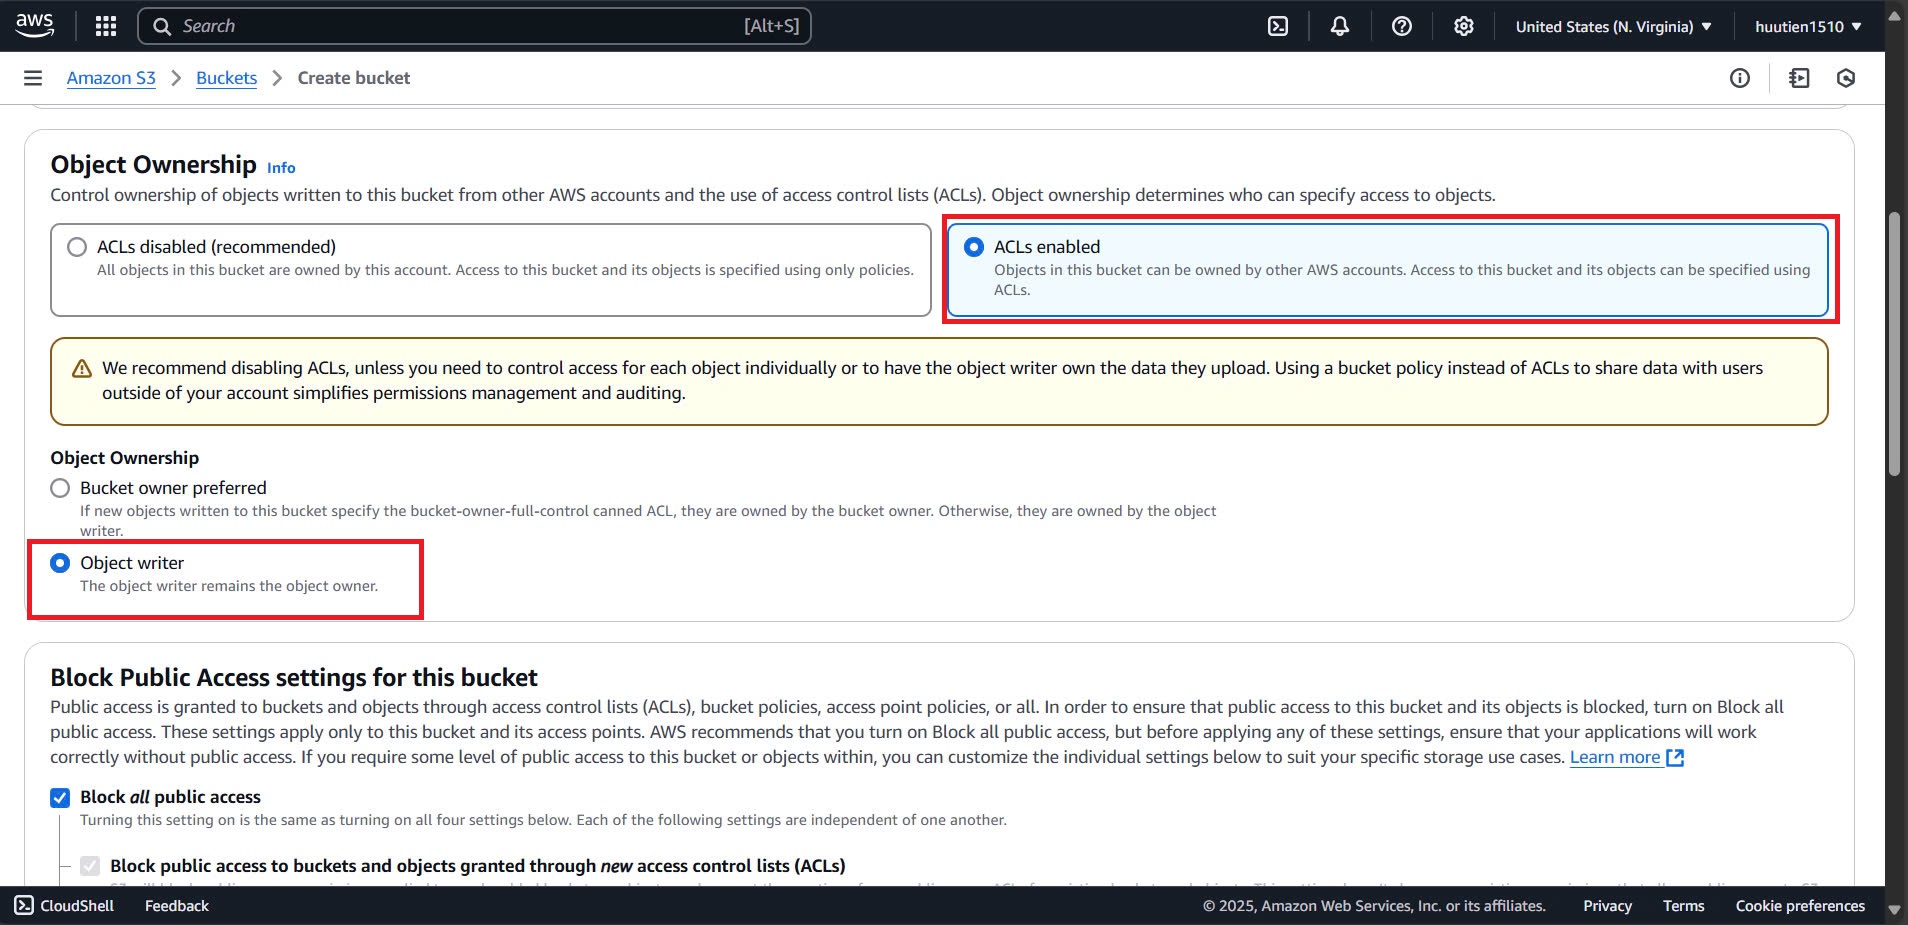 aws
Search [Alt+S]
United States (N. Virginia)
huutien1510
Amazon S3 > Buckets > Create bucket
Object Ownership Info
Control ownership of objects written to this bucket from other AWS accounts and the use of access control lists (ACLs). Object ownership determines who can specify access to objects.
ACLs disabled (recommended)
All objects in this bucket are owned by this account. Access to this bucket and its objects is specified using only policies.
ACLs enabled
Objects in this bucket can be owned by other AWS accounts. Access to this bucket and its objects can be specified using
ACLs.
We recommend disabling ACLs, unless you need to control access for each object individually or to have the object writer own the data they upload. Using a bucket policy instead of ACLs to share data with users
outside of your account simplifies permissions management and auditing.
Object Ownership
Bucket owner preferred
If new objects written to this bucket specify the bucket-owner-full-control canned ACL, they are owned by the bucket owner. Otherwise, they are owned by the object
writer.
Object writer
The object writer remains the object owner.
Block Public Access settings for this bucket
Public access is granted to buckets and objects through access control lists (ACLs), bucket policies, access point policies, or all. In order to ensure that public access to this bucket and its objects is blocked, turn on Block all
public access. These settings apply only to this bucket and its access points. AWS recommends that you turn on Block all public access, but before applying any of these settings, ensure that your applications will work
correctly without public access. If you require some level of public access to this bucket or objects within, you can customize the individual settings below to suit your specific storage use cases. Learn more
Block all public access
Turning this setting on is the same as turning on all four settings below. Each of the following settings are independent of one another.
Block public access to buckets and objects granted through new access control lists (ACLs)
CloudShell
Feedback
© 2025, Amazon Web Services, Inc. or its affiliates.
Privacy
Terms
Cookie preferences